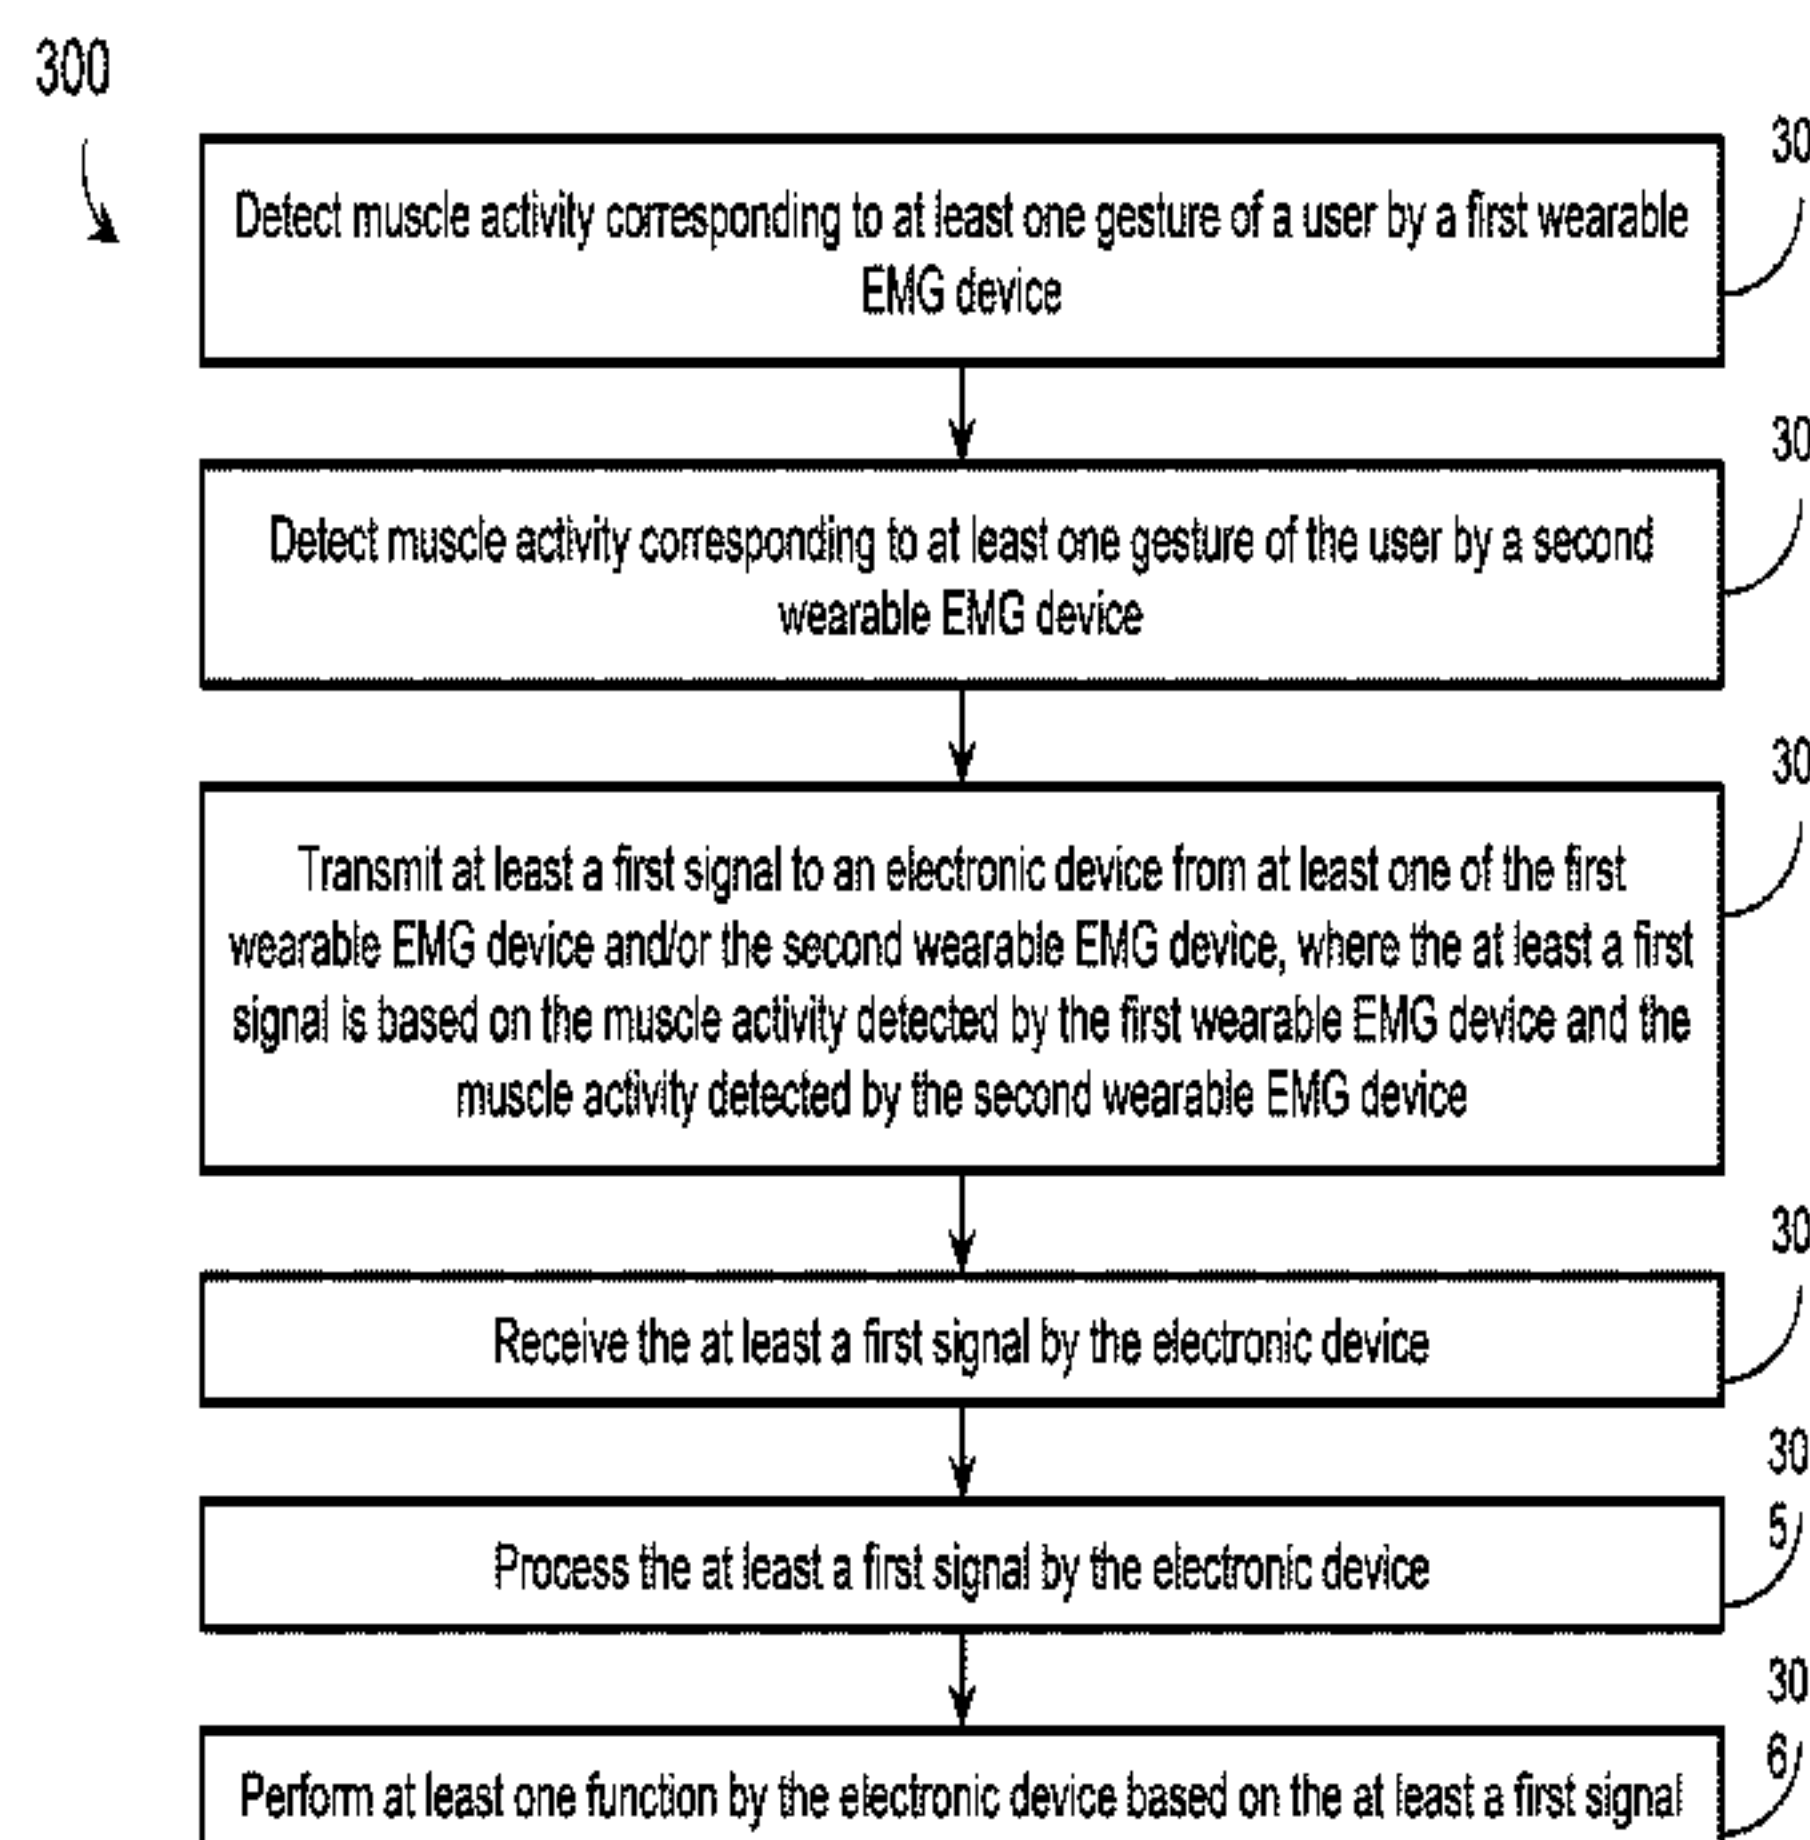 300
30
Detect muscle activity corresponding to at least one gesture of a user by a first wearable
EMG device
30
Detect muscle activity corresponding to at least one gesture of the user by a second
wearable EMG device
30
Transmit at least a first signal to an electronic device from at least one of the first
wearable EMG device and/or the second wearable EMG device, where the at least a first
signal is based on the muscle activity detected by the first wearable EMG device and the
muscle activity detected by the second wearable EMG device
30
Receive the at least a first signal by the electronic device
30
5
Process the at least a first signal by the electronic device
30
6
Perform at least one function by the electronic device based on the at least a first signal